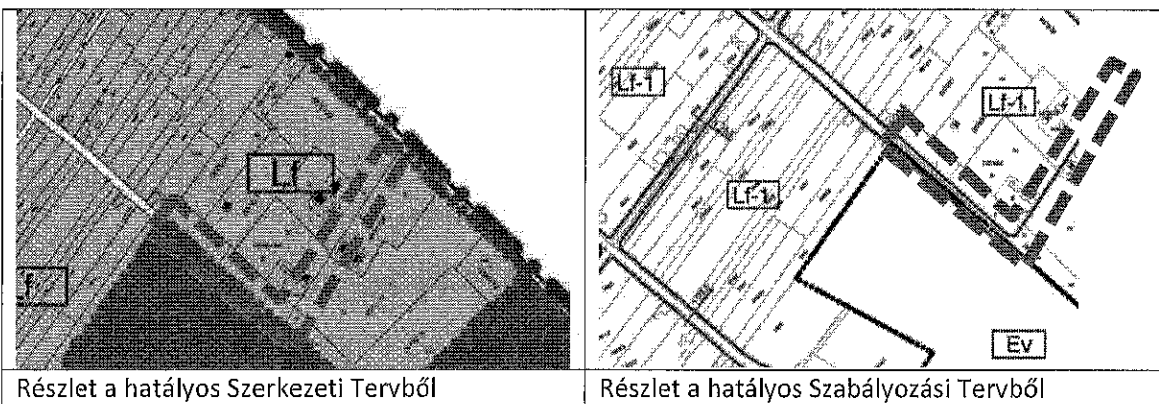 Lf
Lf-1
Lf-1
Lf-1
Ev
Részlet a hatályos Szerkezeti Tervből
Részlet a hatályos Szabályozási Tervből